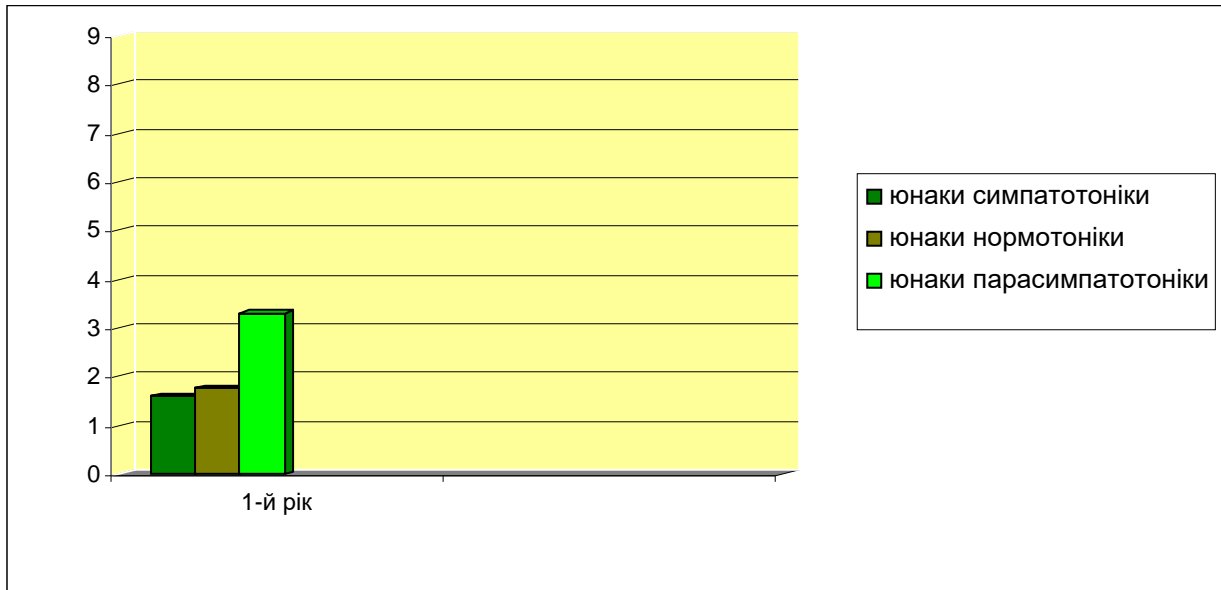 9
8
7
6
5
4
3
2
1
0
1-й рік
юнаки симпатотоніки
юнаки нормотоніки
юнаки парасимпатотоніки